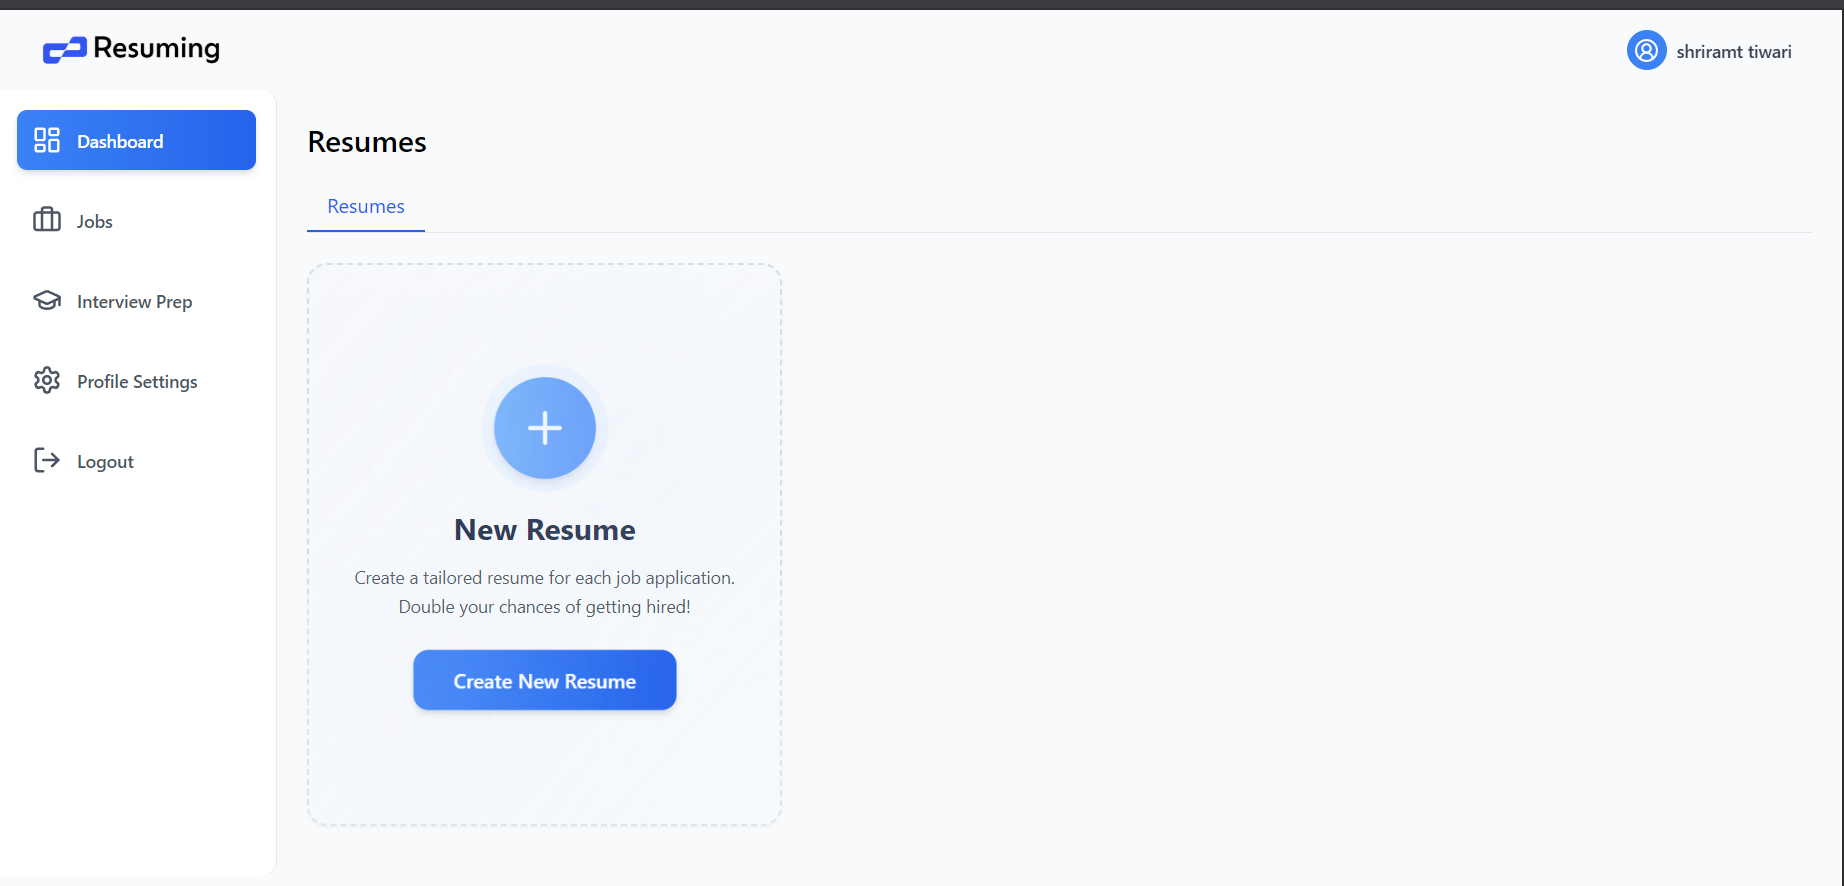 Resuming
shriramt tiwari
Dashboard
Jobs
Interview Prep
Profile Settings
Logout
Resumes
Resumes
New Resume
Create a tailored resume for each job application.
Double your chances of getting hired!
Create New Resume